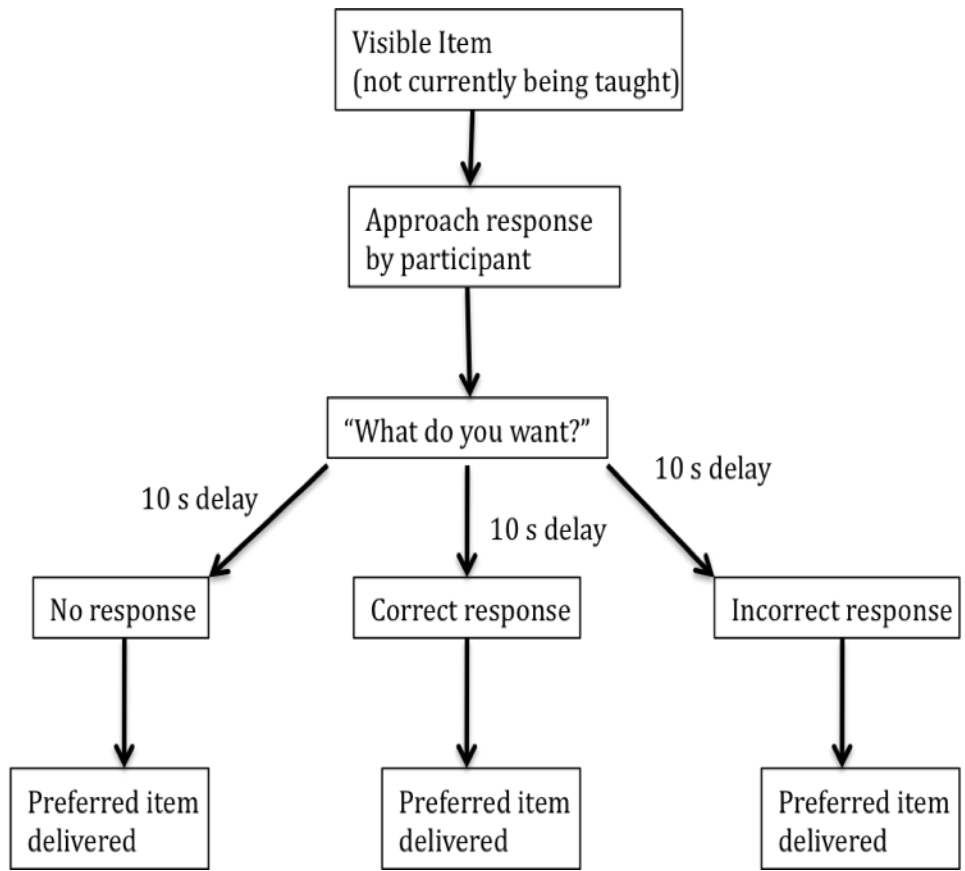 Visible Item
(not currently being taught)
Approach response
by participant
“What do you want?”
10 s delay
10 s delay
10 s delay
No response
Correct response
Incorrect response
Preferred item
delivered
Preferred item
delivered
Preferred item
delivered